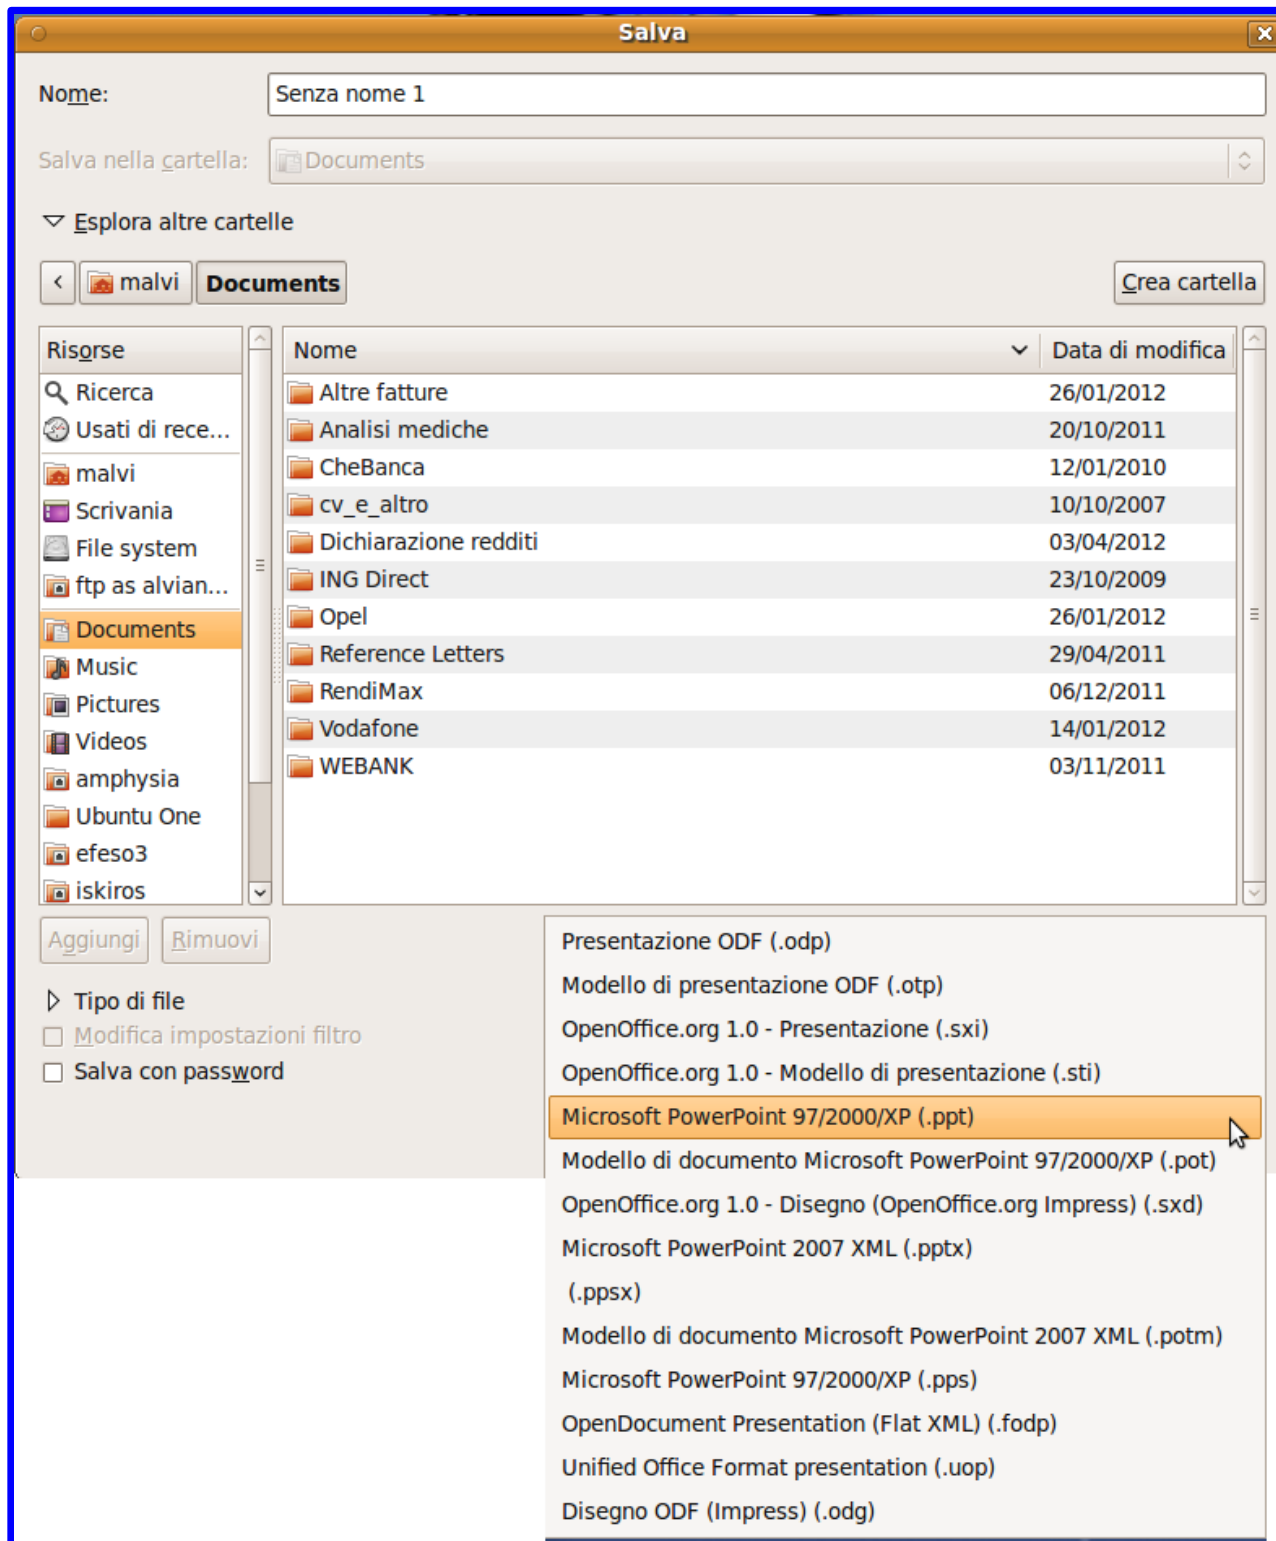 Salva
Nome: Senza nome 1
Salva nella cartella: Documents
Esplora altre cartelle
< malvi Documents Crea cartella
Risorse
Ricerca
Usati di rece...
malvi
Scrivania
File system
ftp as alvian...
Documents
Music
Pictures
Videos
amphysia
Ubuntu One
efeso3
iskiros
Nome Data di modifica
Altre fatture 26/01/2012
Analisi mediche 20/10/2011
CheBanca 12/01/2010
cv_e_altro 10/10/2007
Dichiarazione redditi 03/04/2012
ING Direct 23/10/2009
Opel 26/01/2012
Reference Letters 29/04/2011
RendiMax 06/12/2011
Vodafone 14/01/2012
WEBANK 03/11/2011
Aggiungi Rimuovi
Tipo di file
Modifica impostazioni filtro
Salva con password
Presentazione ODF (.odp)
Modello di presentazione ODF (.otp)
OpenOffice.org 1.0 - Presentazione (.sxi)
OpenOffice.org 1.0 - Modello di presentazione (.sti)
Microsoft PowerPoint 97/2000/XP (.ppt)
Modello di documento Microsoft PowerPoint 97/2000/XP (.pot)
OpenOffice.org 1.0 - Disegno (OpenOffice.org Impress) (.sxd)
Microsoft PowerPoint 2007 XML (.pptx)
(.ppsx)
Modello di documento Microsoft PowerPoint 2007 XML (.potm)
Microsoft PowerPoint 97/2000/XP (.pps)
OpenDocument Presentation (Flat XML) (.fodp)
Unified Office Format presentation (.uop)
Disegno ODF (Impress) (.odg)